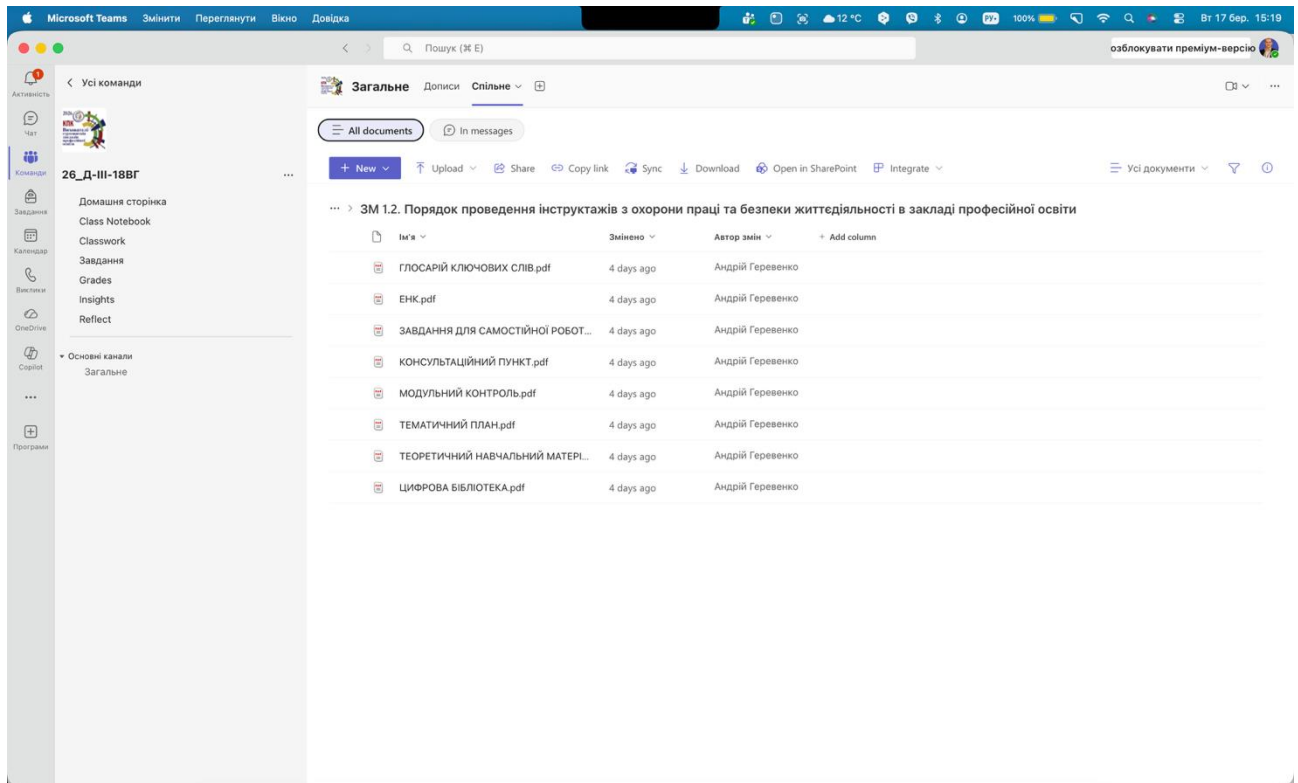 Microsoft Teams Змінити Переглянути Вікно Довідка 12 °C РУ 100% Вт 17 бер. 15:19
Пошук (⌘ E) озблокувати преміум-версію
Активність
Чат
Команди
Завдання
Календар
Виклики
OneDrive
Copilot
Програми
Усі команди
26_Д-ІІІ-18ВГ
Домашня сторінка
Class Notebook
Classwork
Завдання
Grades
Insights
Reflect
Основні канали
Загальне
Загальне Дописи Спільне
All documents In messages
+ New Upload Share Copy link Sync Download Open in SharePoint Integrate Усі документи
... > ЗМ 1.2. Порядок проведення інструктажів з охорони праці та безпеки життєдіяльності в закладі професійної освіти
Ім'я Змінено Автор змін + Add column
ГЛОСАРІЙ КЛЮЧОВИХ СЛІВ.pdf 4 days ago Андрій Геревенко
ЕНК.pdf 4 days ago Андрій Геревенко
ЗАВДАННЯ ДЛЯ САМОСТІЙНОЇ РОБОТ... 4 days ago Андрій Геревенко
КОНСУЛЬТАЦІЙНИЙ ПУНКТ.pdf 4 days ago Андрій Геревенко
МОДУЛЬНИЙ КОНТРОЛЬ.pdf 4 days ago Андрій Геревенко
ТЕМАТИЧНИЙ ПЛАН.pdf 4 days ago Андрій Геревенко
ТЕОРЕТИЧНИЙ НАВЧАЛЬНИЙ МАТЕРІ... 4 days ago Андрій Геревенко
ЦИФРОВА БІБЛІОТЕКА.pdf 4 days ago Андрій Геревенко